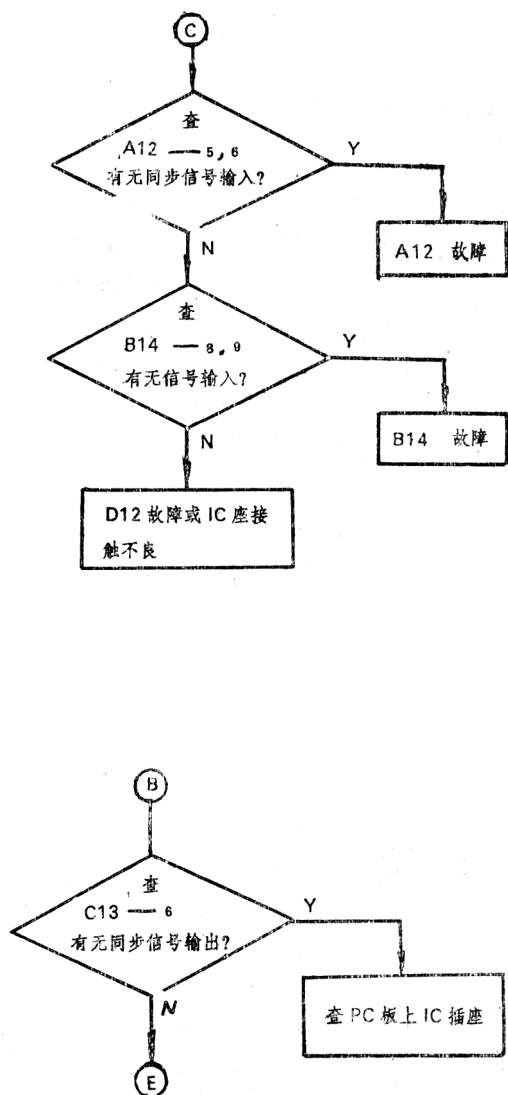 C
查
A12 — 5,6
有无同步信号输入?
Y
A12 故障
N
查
B14 — 8,9
有无信号输入?
Y
B14 故障
N
D12 故障或 IC 座接
触不良
B
查
C13 — 6
有无同步信号输出?
Y
查 PC 板上 IC 插座
N
E